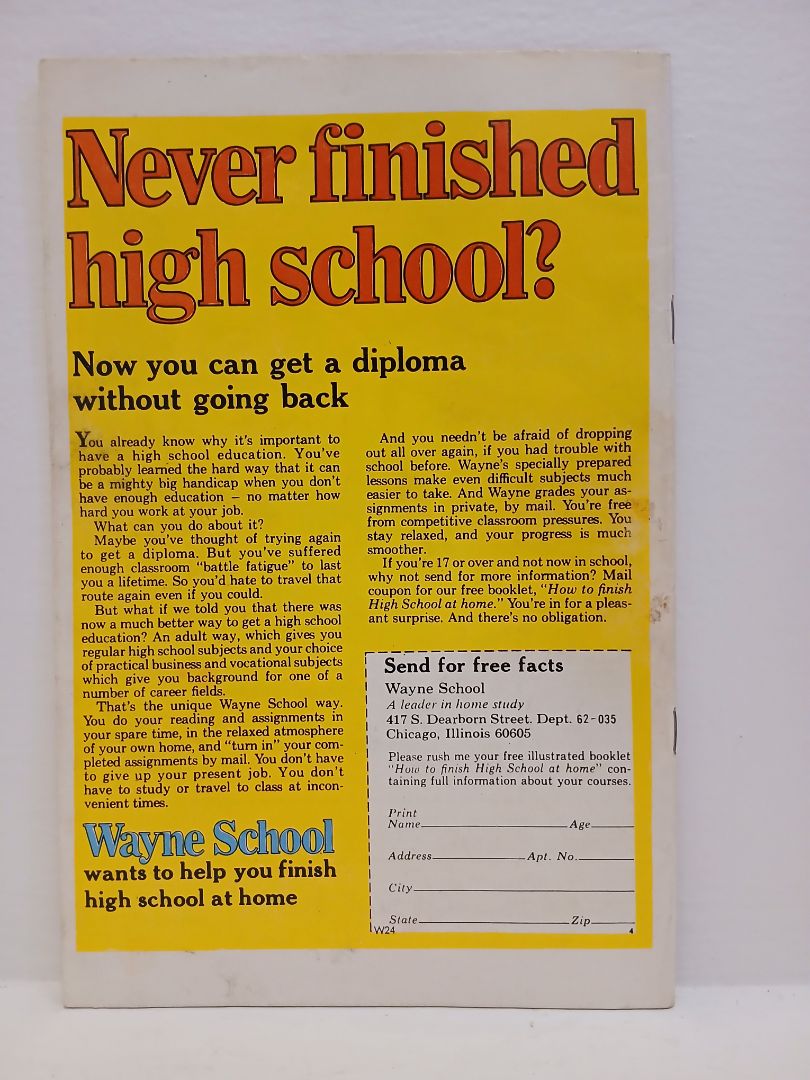 Never finished
high school?
Now you can get a diploma
without going back
You already know why it's important to
have a high school education. You've
probably learned the hard way that it can
be a mighty big handicap when you don't
have enough education – no matter how
hard you work at your job.
What can you do about it?
Maybe you've thought of trying again
to get a diploma. But you've suffered
enough classroom "battle fatigue" to last
you a lifetime. So you'd hate to travel that
route again even if you could.
But what if we told you that there was
now a much better way to get a high school
education? An adult way, which gives you
regular high school subjects and your choice
of practical business and vocational subjects
which give you background for one of a
number of career fields.
That's the unique Wayne School way.
You do your reading and assignments in
your spare time, in the relaxed atmosphere
of your own home, and "turn in" your com-
pleted assignments by mail. You don't have
to give up your present job. You don't
have to study or travel to class at incon-
venient times.
Wayne School
wants to help you finish
high school at home
And you needn't be afraid of dropping
out all over again, if you had trouble with
school before. Wayne's specially prepared
lessons make even difficult subjects much
easier to take. And Wayne grades your as-
signments in private, by mail. You're free
from competitive classroom pressures. You
stay relaxed, and your progress is much
smoother.
If you're 17 or over and not now in school,
why not send for more information? Mail
coupon for our free booklet, "How to finish
High School at home." You're in for a pleas-
ant surprise. And there's no obligation.
Send for free facts
Wayne School
A leader in home study
417 S. Dearborn Street. Dept. 62-035
Chicago, Illinois 60605
Please rush me your free illustrated booklet
"How to finish High School at home" con-
taining full information about your courses.
Print
Name Age
Address Apt. No.
City
State Zip
W24 4